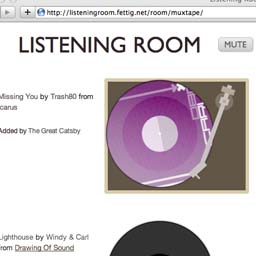 Listening Room
http://listeningroom.fettig.net/room/muxtape/
LISTENING ROOM
MUTE
Missing You by Trash80 from
Icarus
Added by The Great Catsby
Lighthouse by Windy & Carl
from Drawing Of Sound